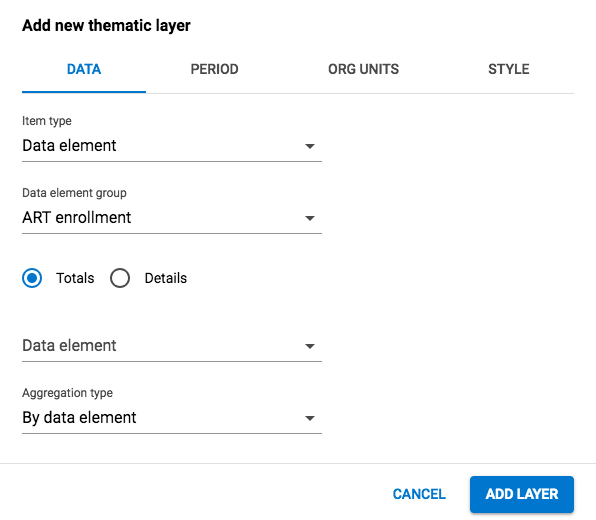 Add new thematic layer
DATA PERIOD ORG UNITS STYLE
Item type
Data element
Data element group
ART enrollment
Totals Details
Data element
Aggregation type
By data element
CANCEL ADD LAYER